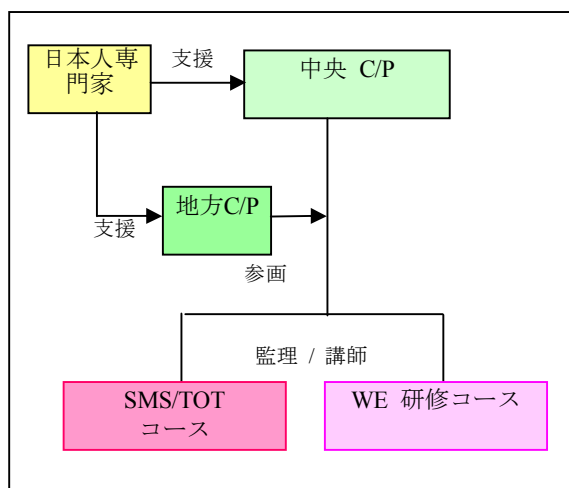 日本人専
門家
支援
中央 C/P
地方C/P
支援
参画
監理 / 講師
SMS/TOT
コース
WE 研修コース